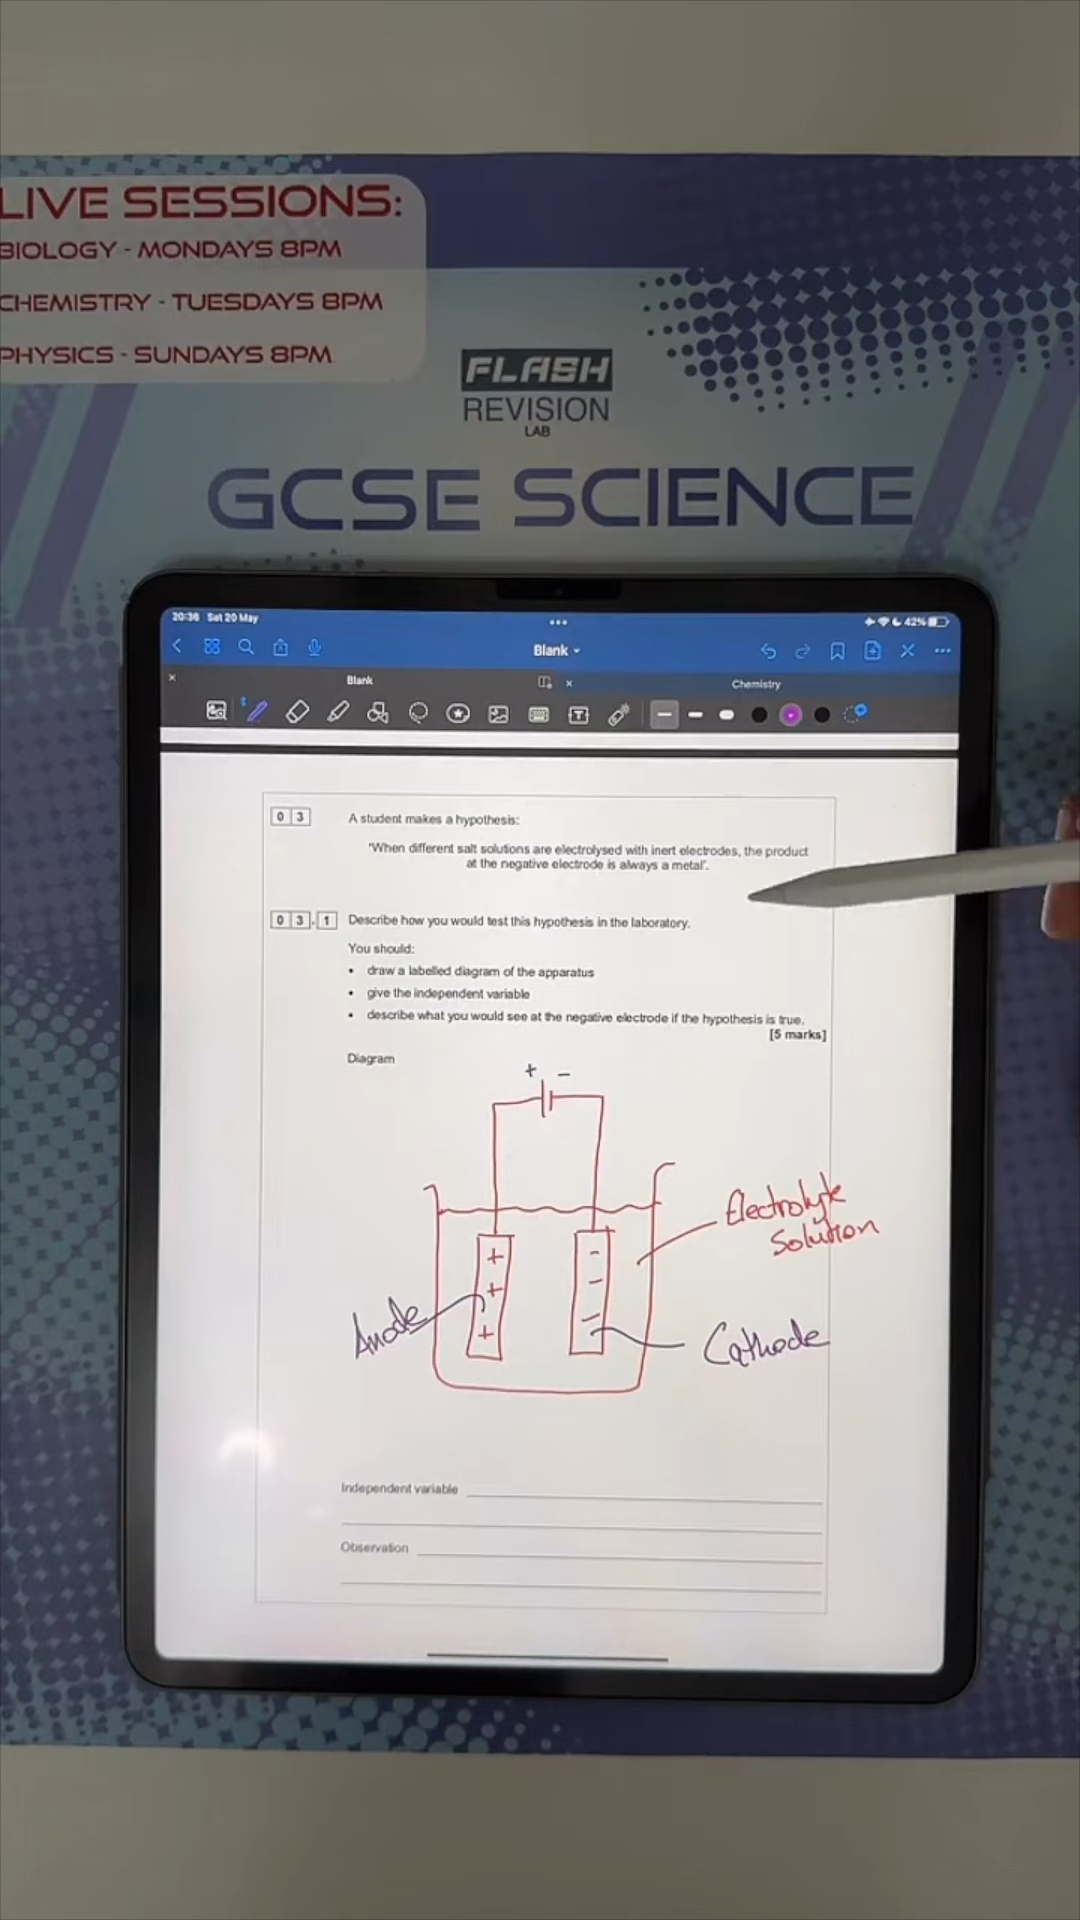 LIVE SESSIONS:
BIOLOGY - MONDAYS 8PM
CHEMISTRY - TUESDAYS 8PM
PHYSICS - SUNDAYS 8PM
FLASH
REVISION
LAB
GCSE SCIENCE
20:36 Sat 20 May
42%
Blank
Blank
Chemistry
0 3 A student makes a hypothesis:
'When different salt solutions are electrolysed with inert electrodes, the product
at the negative electrode is always a metal'.
0 3 . 1 Describe how you would test this hypothesis in the laboratory.
You should:
• draw a labelled diagram of the apparatus
• give the independent variable
• describe what you would see at the negative electrode if the hypothesis is true.
[5 marks]
Diagram
+ −
Electrolyte
Solution
+ -
+ -
+ -
Anode
Cathode
Independent variable
Observation